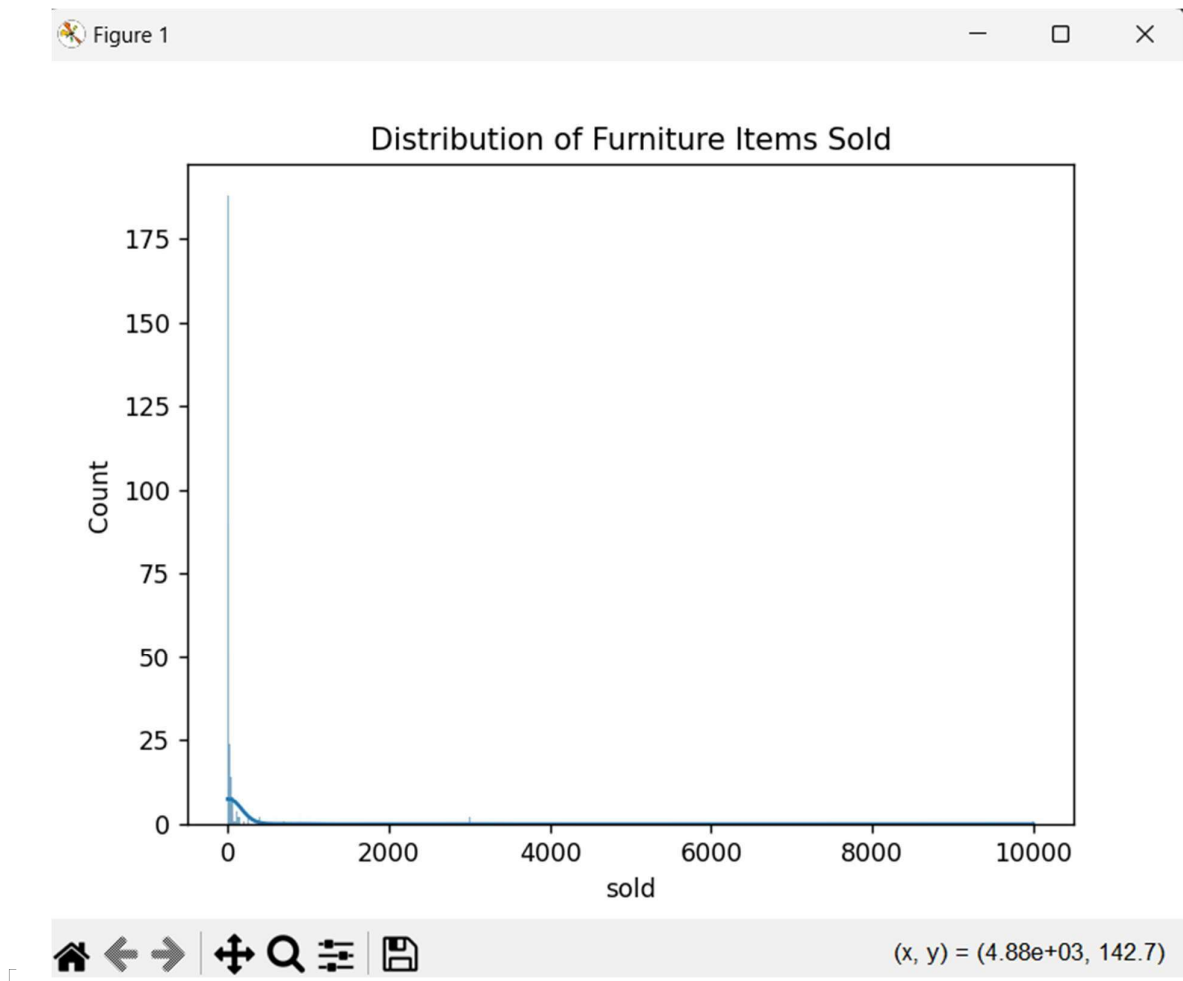 Figure 1
Distribution of Furniture Items Sold
175
150
125
100
75
50
25
0
Count
0 2000 4000 6000 8000 10000
sold
(x, y) = (4.88e+03, 142.7)